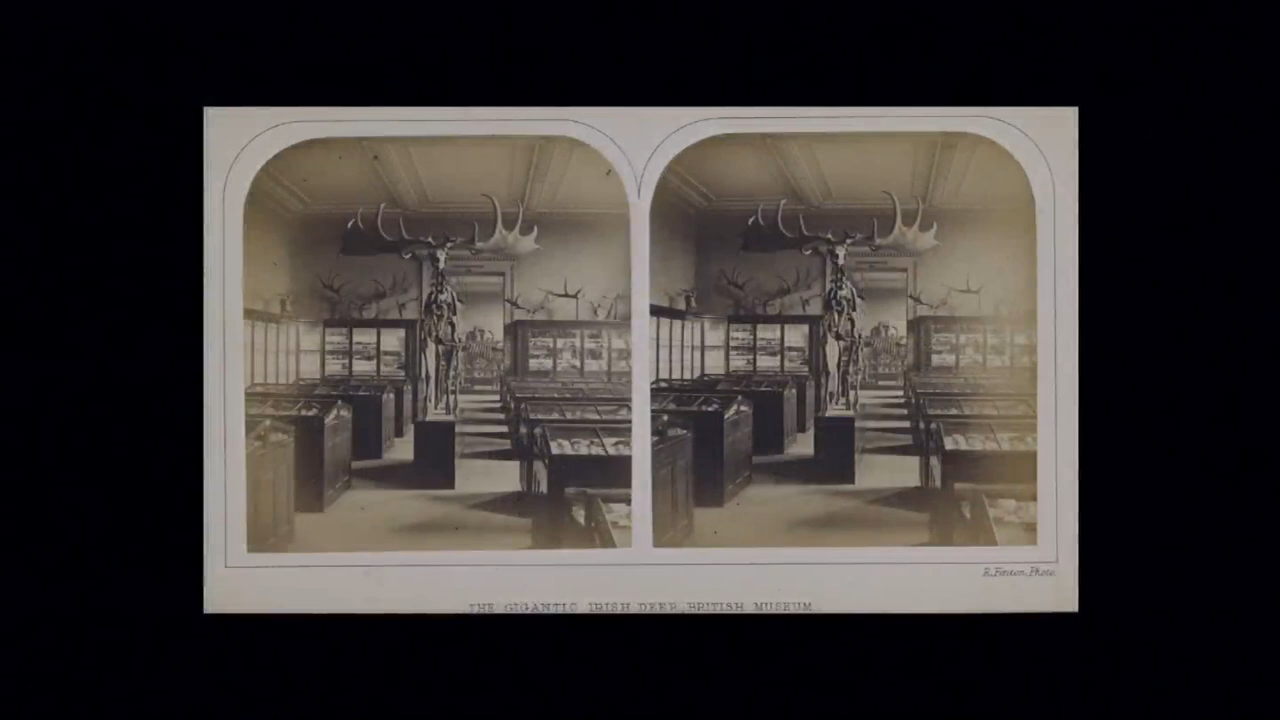 R. Fenton, Photo.
THE GIGANTIC IRISH DEER, BRITISH MUSEUM